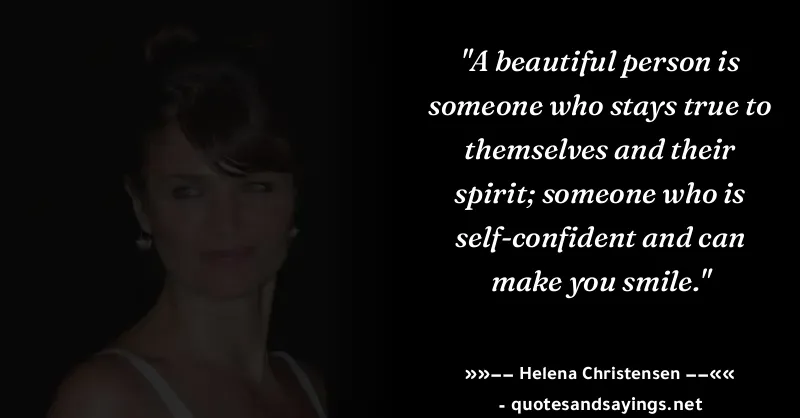 "A beautiful person is
someone who stays true to
themselves and their
spirit; someone who is
self-confident and can
make you smile."
»»–– Helena Christensen ––««
- quotesandsayings.net